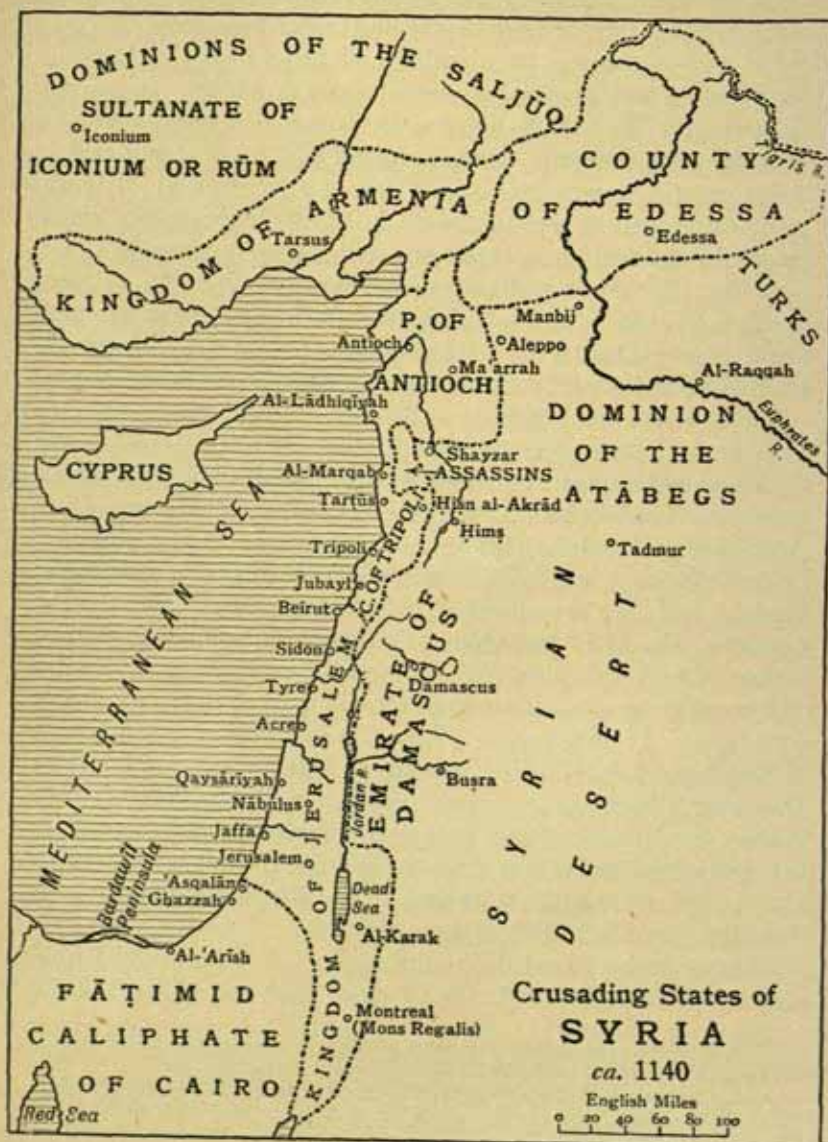 DOMINIONS OF THE SALJŪQ
SULTANATE OF
Iconium
ICONIUM OR RŪM
COUNTY
OF EDESSA
Tigris R.
Edessa
KINGDOM OF ARMENIA
Tarsus
TURKS
P. OF
ANTIOCH
Manbij
Antioch
Aleppo
Ma'arrah
Al-Raqqah
Al-Lādhiqīyah
DOMINION
OF THE
ATĀBEGS
Euphrates
R.
CYPRUS
Shayzar
Al-Marqab
ASSASSINS
Ṭarṭūs
Ḥiṣn al-Akrād
Ḥimṣ
C. OF TRIPOLI
Tripoli
Tadmur
Jubayl
Beirut
MEDITERRANEAN SEA
Sidon
EMIRATE OF
DAMASCUS
Damascus
SYRIAN
DESERT
Tyre
Acre
KINGDOM OF JERUSALEM
Buṣra
Qaysārīyah
Nābulus
Jordan R.
Jaffa
Jerusalem
'Asqalān
Ghazzah
Dead
Sea
Bardawīl
Peninsula
Al-Karak
Al-'Arīsh
FĀṬIMID
CALIPHATE
OF CAIRO
Montreal
(Mons Regalis)
Red Sea
Crusading States of
SYRIA
ca. 1140
English Miles
0 20 40 60 80 100